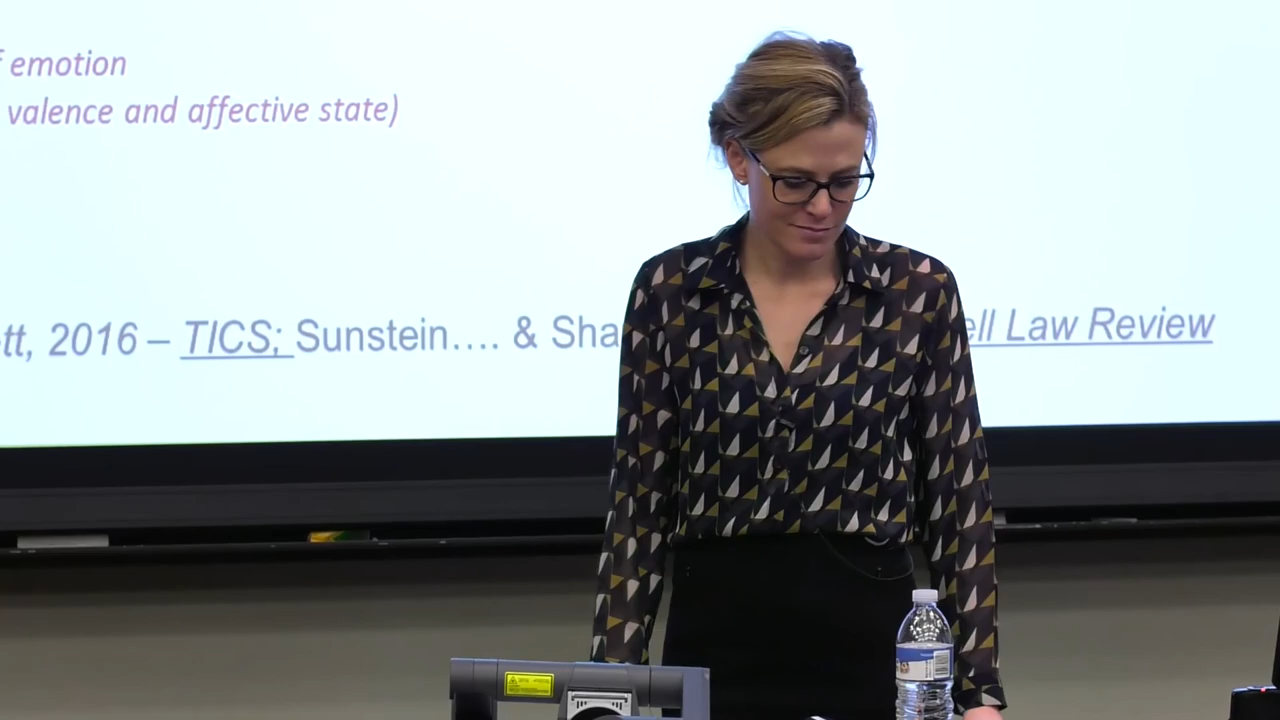 f emotion
valence and affective state)
tt, 2016 – TICS; Sunstein…. & Sha ell Law Review